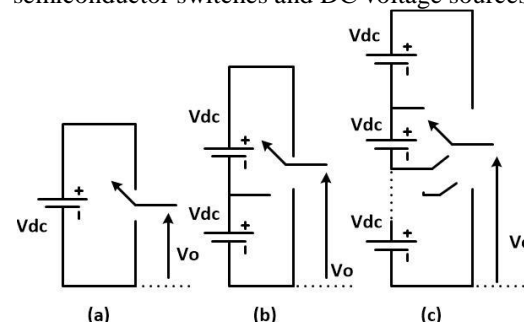 semiconductor switches and DC voltage sources
Vdc
+
Vdc
+
Vdc
+
Vdc
+
Vdc
+
Vdc
+
Vo
Vo
Vo
(a)
(b)
(c)